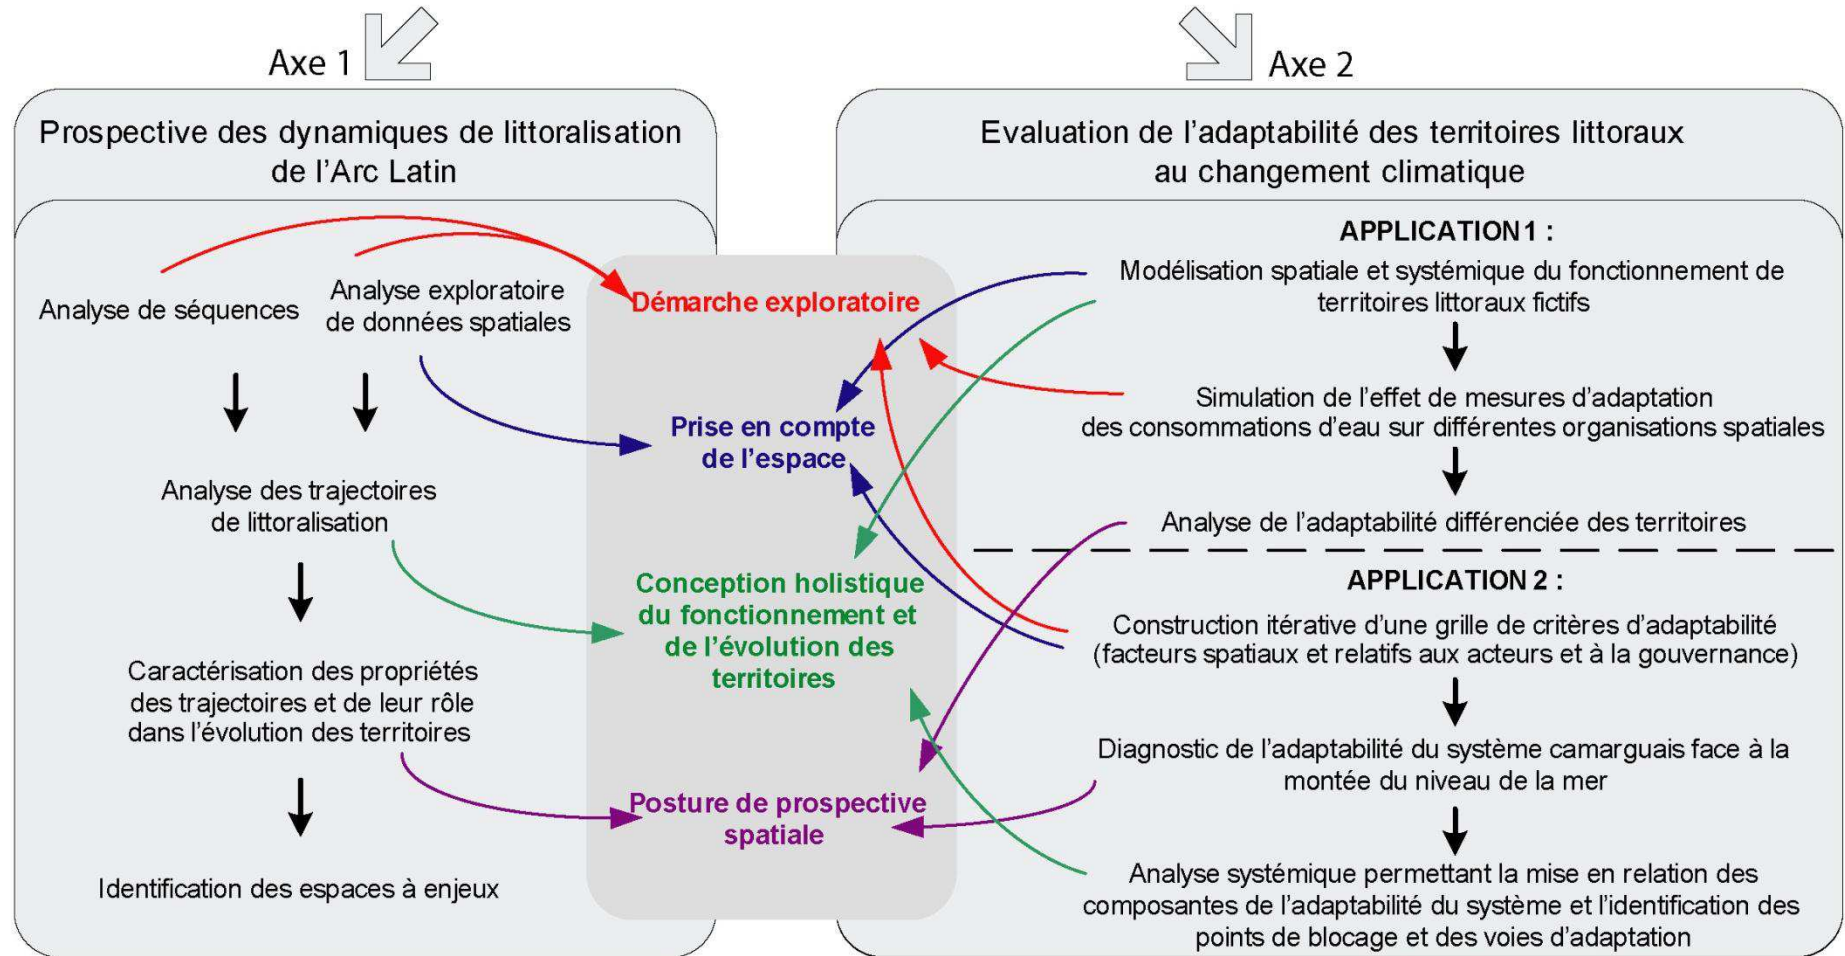 Axe 1
Prospective des dynamiques de littoralisation
de l'Arc Latin
Analyse de séquences
Analyse exploratoire
de données spatiales
Analyse des trajectoires
de littoralisation
Caractérisation des propriétés
des trajectoires et de leur rôle
dans l'évolution des territoires
Identification des espaces à enjeux
Démarche exploratoire
Prise en compte
de l'espace
Conception holistique
du fonctionnement et
de l'évolution des
territoires
Posture de prospective
spatiale
Axe 2
Evaluation de l'adaptabilité des territoires littoraux
au changement climatique
APPLICATION 1 :
Modélisation spatiale et systémique du fonctionnement de
territoires littoraux fictifs
Simulation de l'effet de mesures d'adaptation
des consommations d'eau sur différentes organisations spatiales
Analyse de l'adaptabilité différenciée des territoires
APPLICATION 2 :
Construction itérative d'une grille de critères d'adaptabilité
(facteurs spatiaux et relatifs aux acteurs et à la gouvernance)
Diagnostic de l'adaptabilité du système camarguais face à la
montée du niveau de la mer
Analyse systémique permettant la mise en relation des
composantes de l'adaptabilité du système et l'identification des
points de blocage et des voies d'adaptation